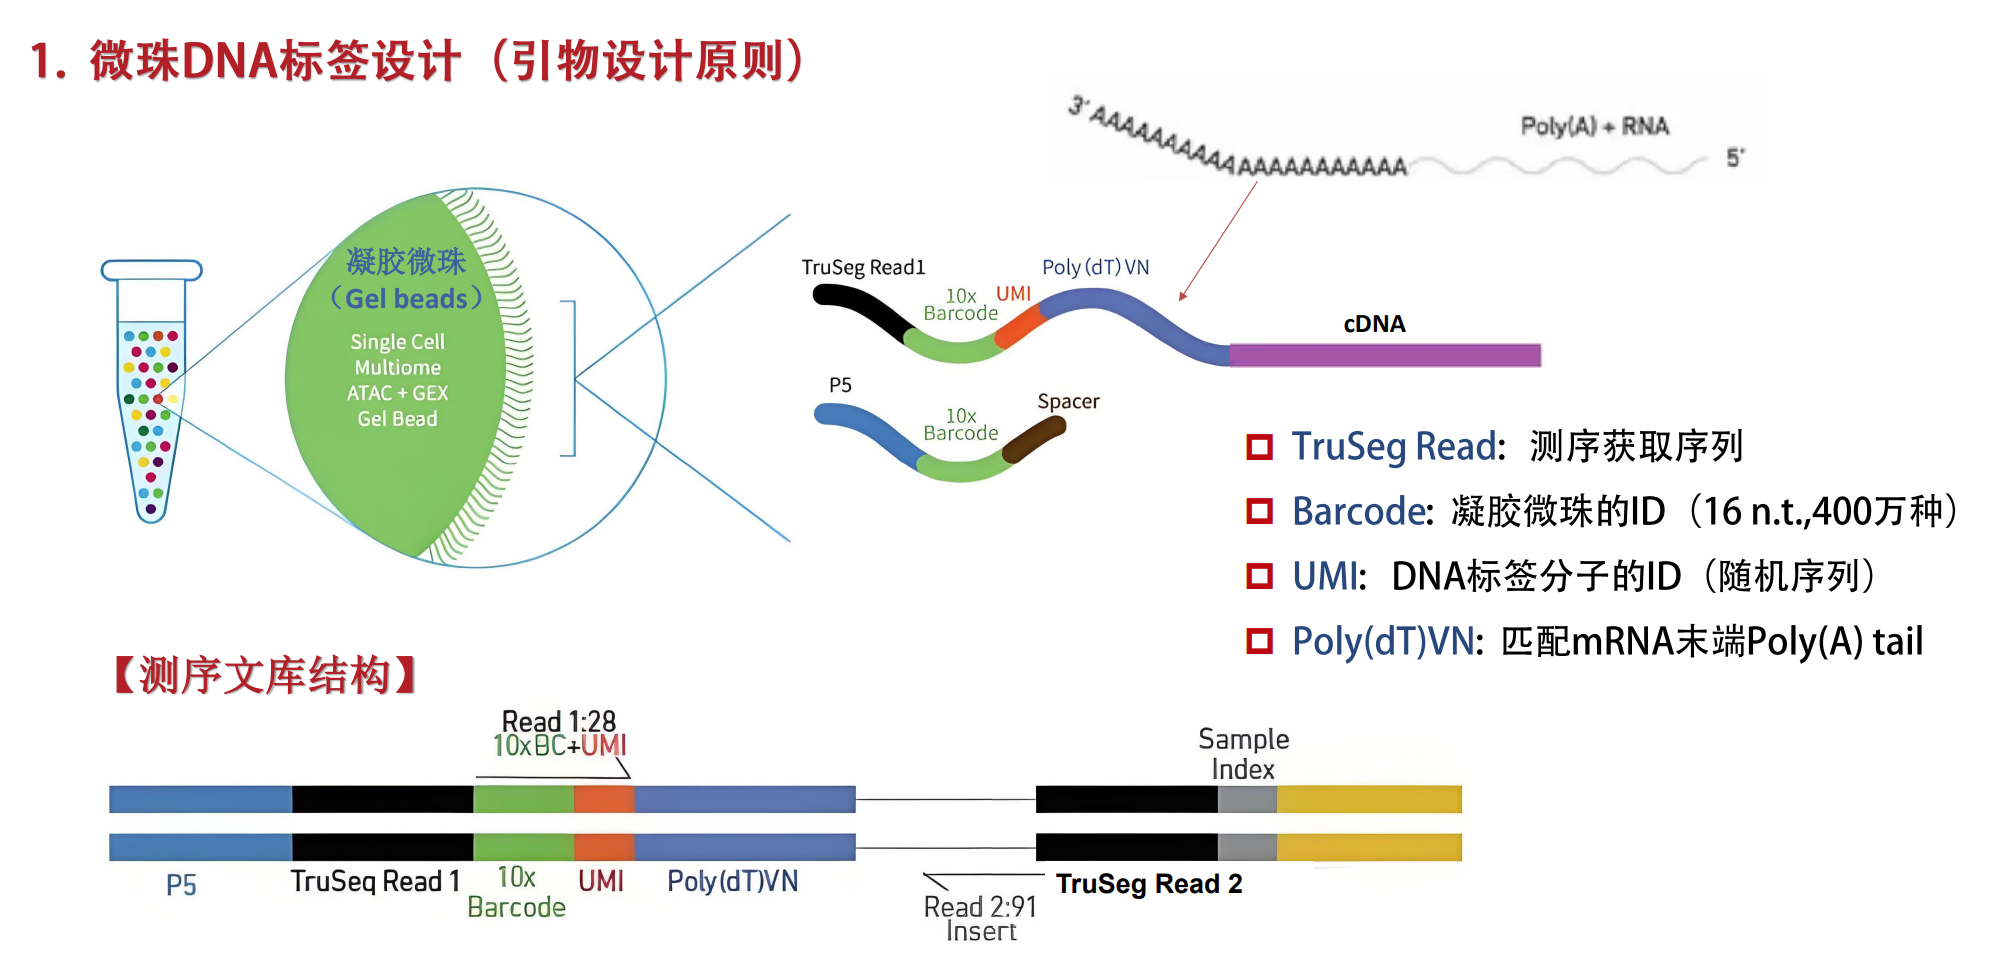 1. 微珠DNA标签设计（引物设计原则）
3' AAAAAAAAAAAAAAAAAAAAAA
Poly(A) + RNA
5'
凝胶微珠
（Gel beads）
Single Cell
Multiome
ATAC + GEX
Gel Bead
TruSeg Read1
10x
Barcode
UMI
Poly(dT)VN
cDNA
P5
10x
Barcode
Spacer
TruSeg Read: 测序获取序列
Barcode: 凝胶微珠的ID（16 n.t.,400万种）
UMI: DNA标签分子的ID（随机序列）
Poly(dT)VN: 匹配mRNA末端Poly(A) tail
【测序文库结构】
Read 1:28
10xBC+UMI
Sample
Index
P5
TruSeq Read 1
10x
Barcode
UMI
Poly(dT)VN
Read 2:91
Insert
TruSeg Read 2